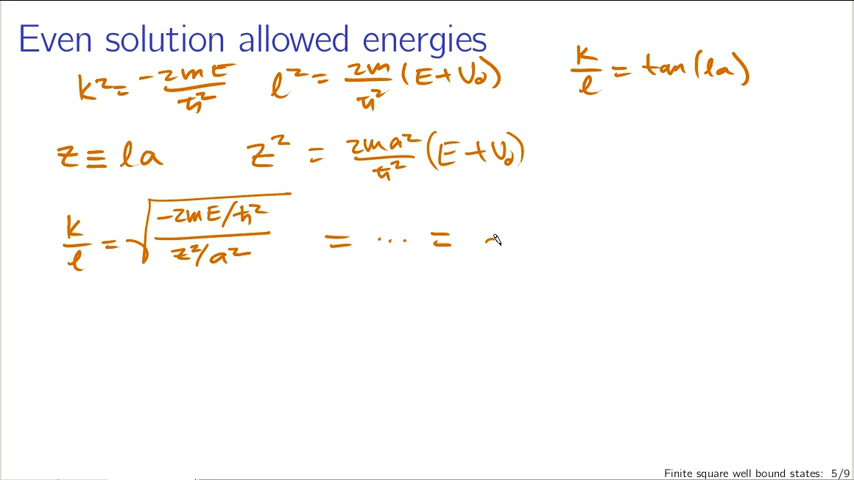 Even solution allowed energies
k² = -2mE/ħ²   l² = 2m/ħ² (E + V₀)   k/l = tan(la)
z ≡ la   z² = 2ma²/ħ² (E + V₀)
k/l = √((-2mE/ħ²)/(z²/a²)) = ... =
Finite square well bound states: 5/9